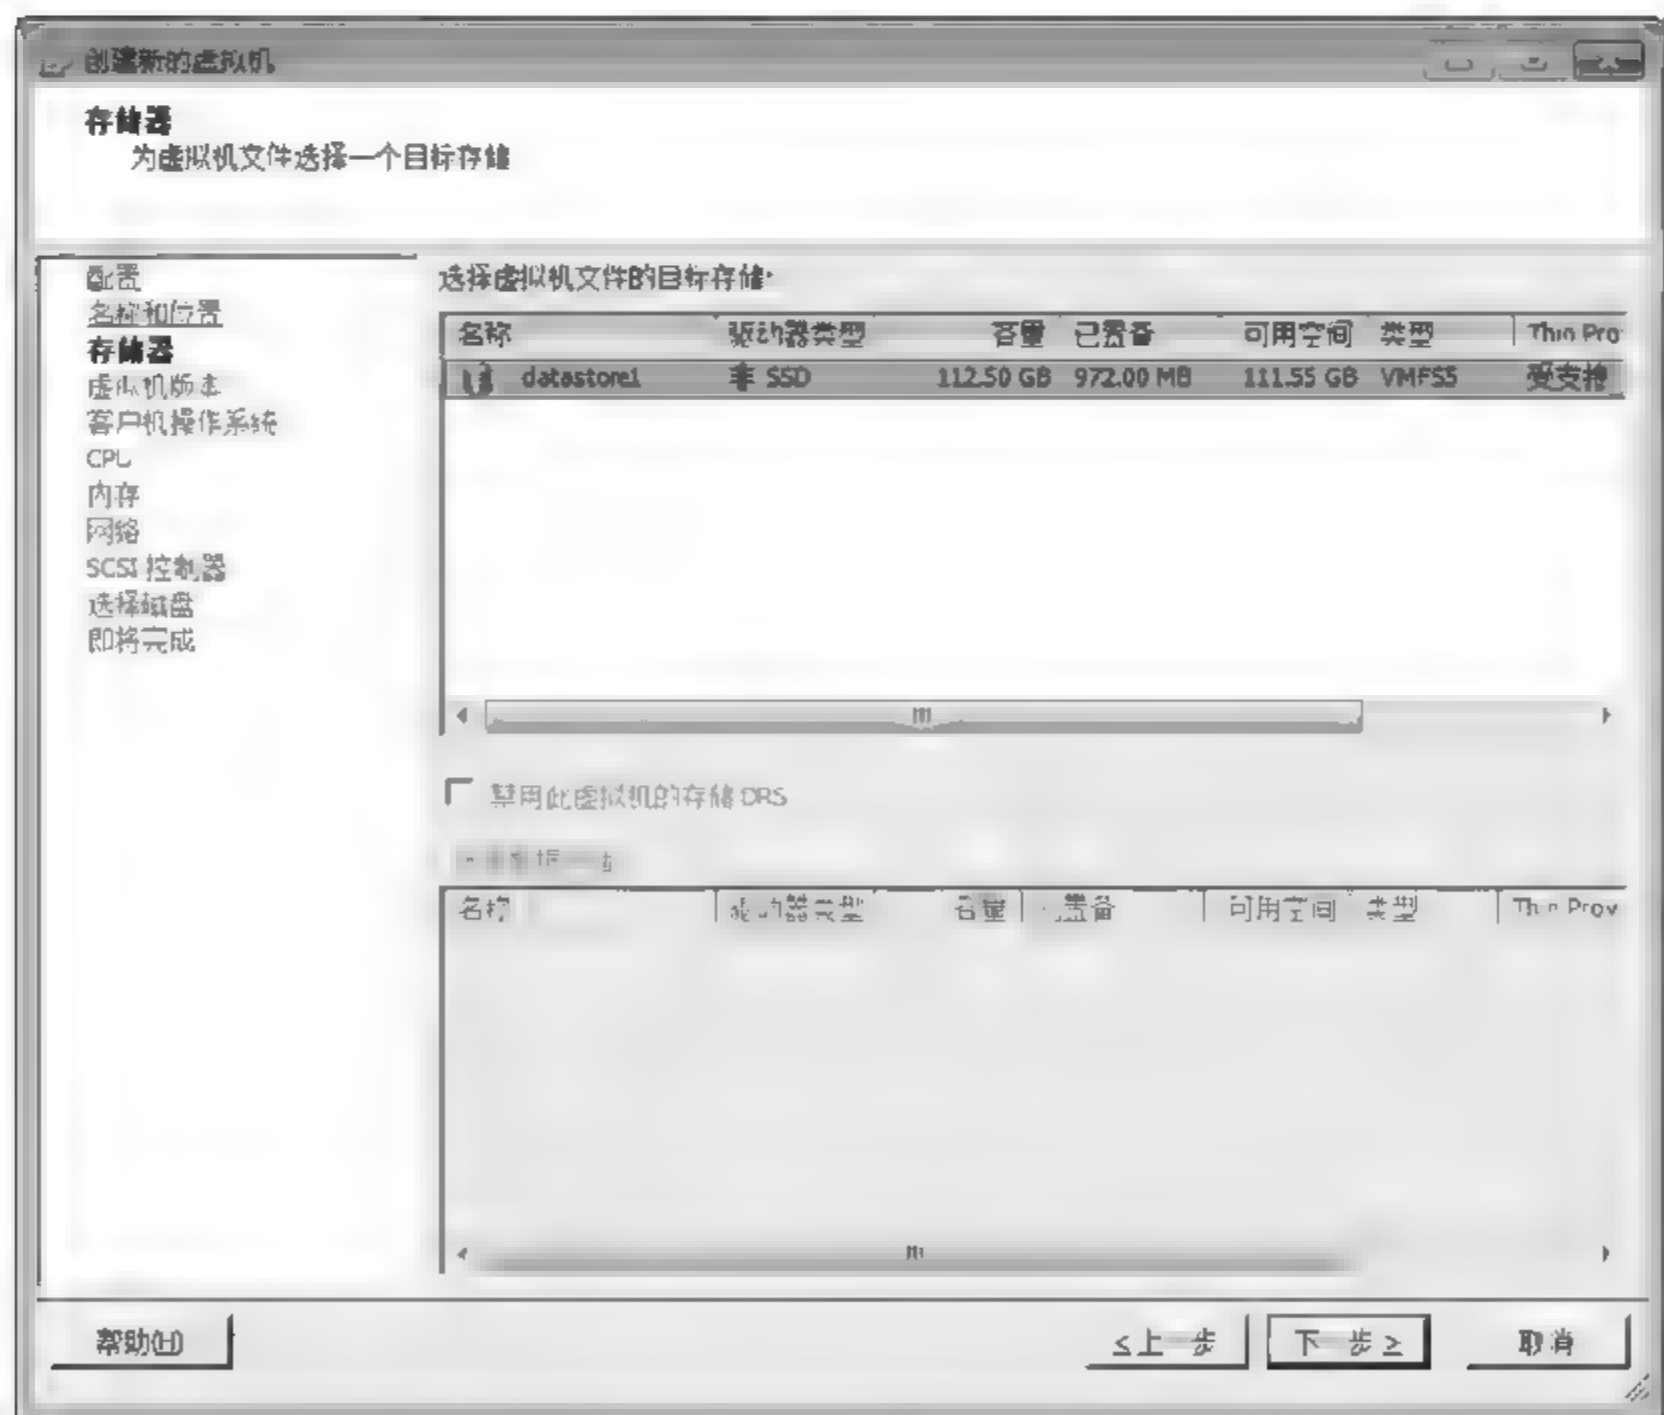 创建新的虚拟机
存储器
为虚拟机文件选择一个目标存储
配置
名称和位置
存储器
虚拟机版本
客户机操作系统
CPU
内存
网络
SCSI 控制器
选择磁盘
即将完成
选择虚拟机文件的目标存储:
名称 驱动器类型 容量 已置备 可用空间 类型 Thin Pro
datastore1 非 SSD 112.50 GB 972.00 MB 111.55 GB VMFS5 受支持
禁用此虚拟机的存储 DRS
名称 驱动器类型 容量 已置备 可用空间 类型 Thin Prov
帮助(H) ≤上一步 下一步≥ 取消